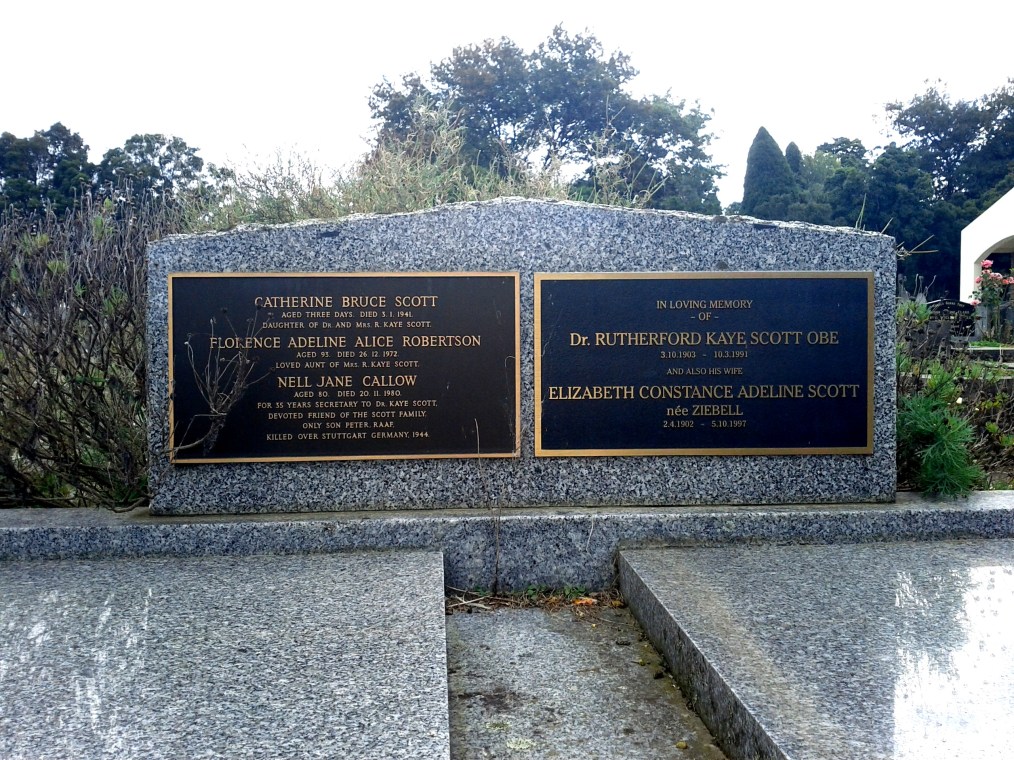 CATHERINE BRUCE SCOTT
AGED THREE DAYS. DIED 3.1.1941.
DAUGHTER OF DR. AND MRS. R. KAYE SCOTT.
FLORENCE ADELINE ALICE ROBERTSON
AGED 93. DIED 26.12.1972.
LOVED AUNT OF MRS. R. KAYE SCOTT.
NELL JANE CALLOW
AGED 80. DIED 20.11.1980.
FOR 35 YEARS SECRETARY TO DR. KAYE SCOTT,
DEVOTED FRIEND OF THE SCOTT FAMILY.
ONLY SON PETER. RAAF.
KILLED OVER STUTTGART GERMANY, 1944.
IN LOVING MEMORY
- OF -
Dr. RUTHERFORD KAYE SCOTT OBE
3.10.1903 - 10.3.1991
AND ALSO HIS WIFE
ELIZABETH CONSTANCE ADELINE SCOTT
née ZIEBELL
2.4.1902 - 5.10.1997